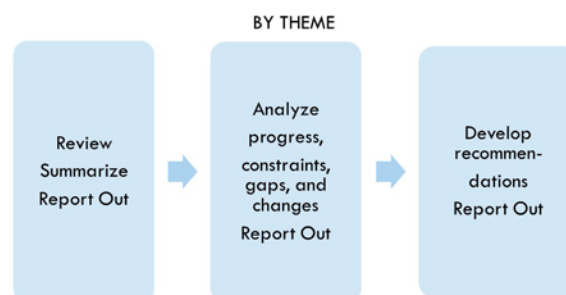 BY THEME
Review
Summarize
Report Out
Analyze
progress,
constraints,
gaps, and
changes
Report Out
Develop
recommen-
dations
Report Out